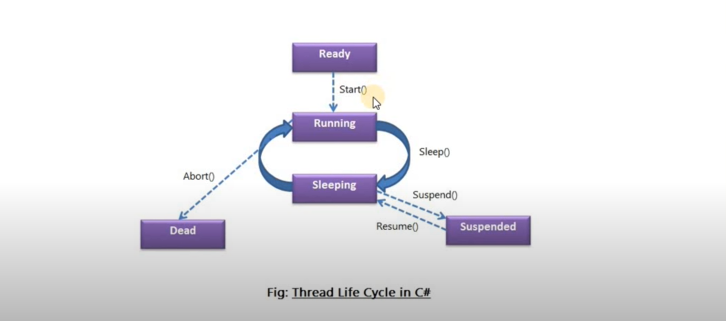 Ready
Start()
Running
Sleep()
Sleeping
Abort()
Suspend()
Resume()
Suspended
Dead
Fig: Thread Life Cycle in C#